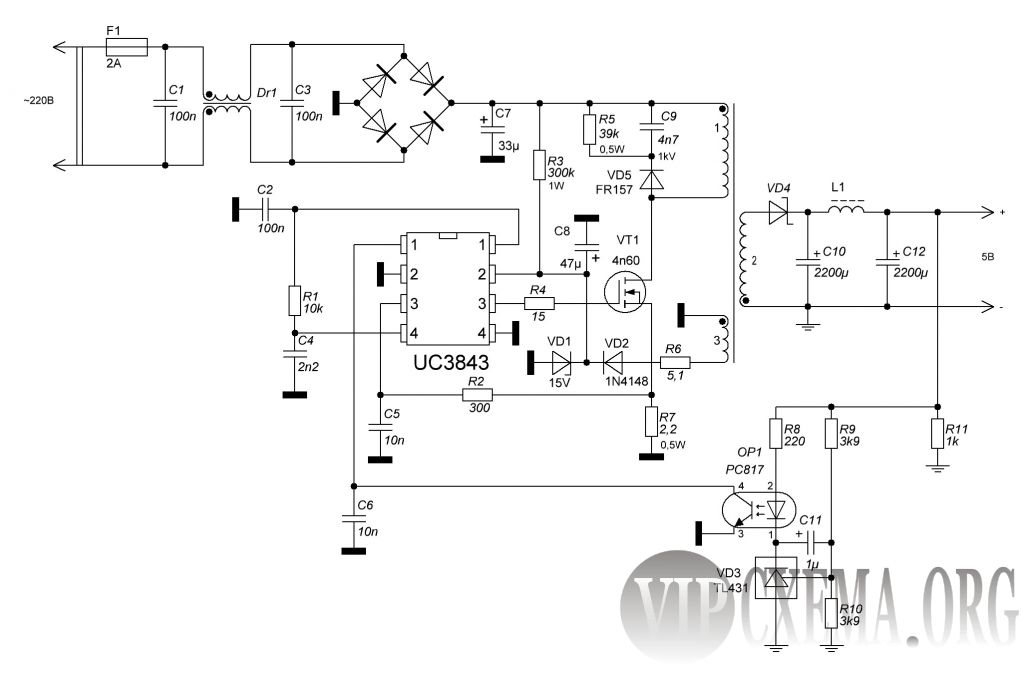 F1
2A
~220В
C1
100n
Dr1
C3
100n
C7
33µ
R5
39k
0,5W
C9
4n7
1kV
R3
300k
1W
VD5
FR157
1
C2
100n
C8
47µ
VT1
4n60
VD4
L1
+
5В
-
2
C10
2200µ
C12
2200µ
1
2
3
4
1
2
3
4
UC3843
R1
10k
C4
2n2
R4
15
VD1
15V
VD2
1N4148
R6
5,1
3
R2
300
C5
10n
R7
2,2
0,5W
R8
220
R9
3k9
R11
1k
OP1
PC817
4
2
3
1
C6
10n
C11
1µ
VD3
TL431
R10
3k9
VIPCXEMA.ORG